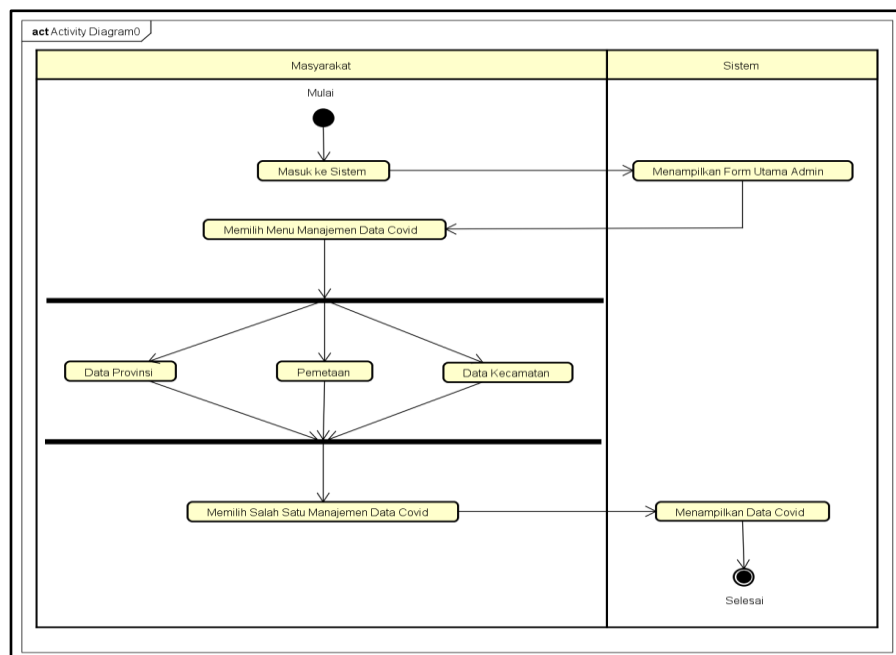 act Activity Diagram0
Masyarakat
Sistem
Mulai
Masuk ke Sistem
Menampilkan Form Utama Admin
Memilih Menu Manajemen Data Covid
Data Provinsi
Pemetaan
Data Kecamatan
Memilih Salah Satu Manajemen Data Covid
Menampilkan Data Covid
Selesai